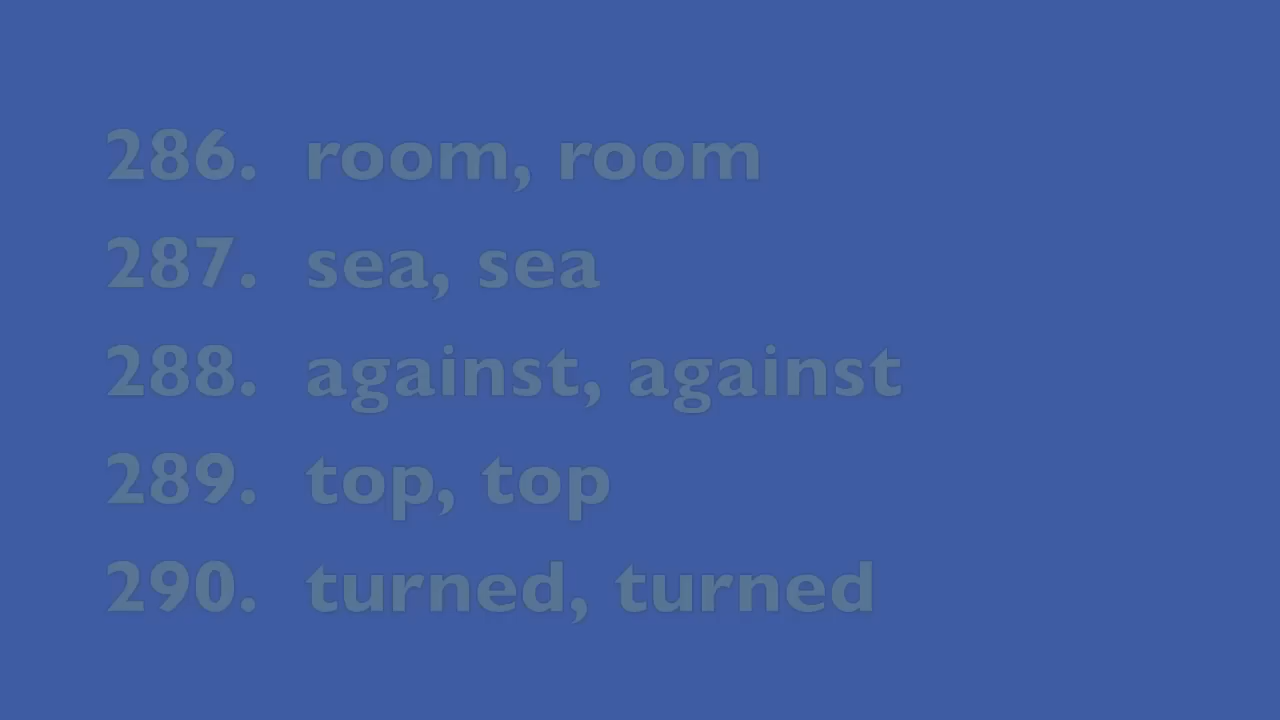 286. room, room
287. sea, sea
288. against, against
289. top, top
290. turned, turned